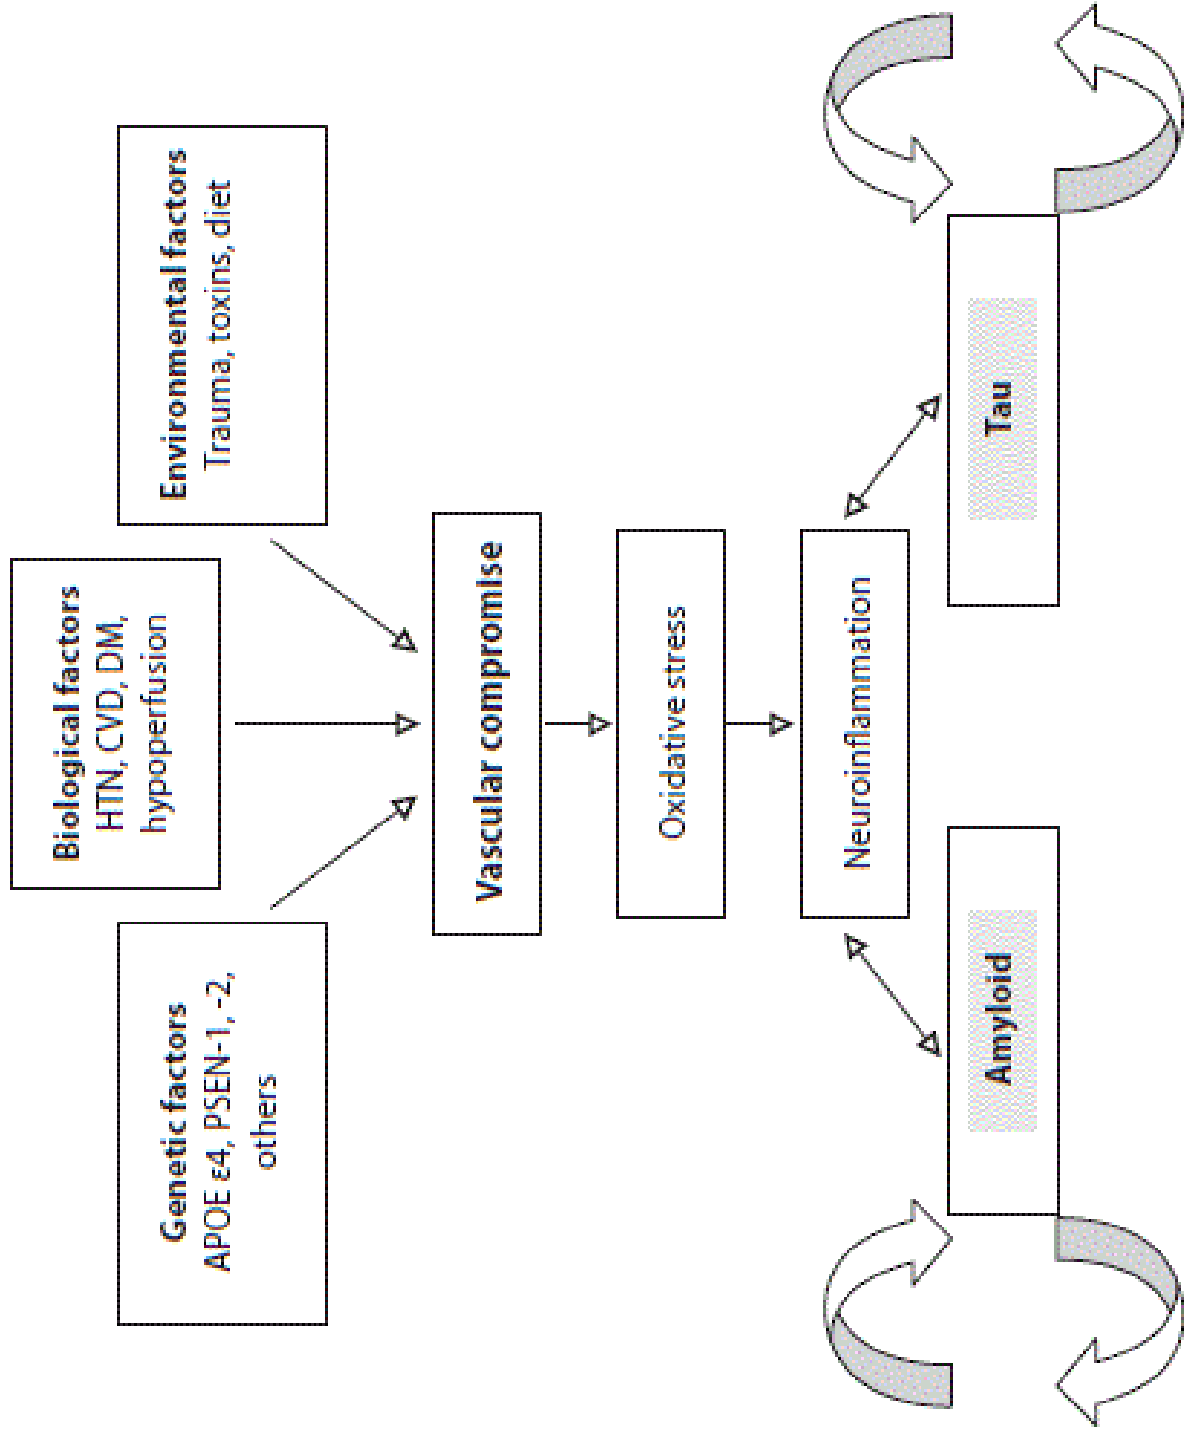 Genetic factors
APOE ε4, PSEN-1, -2,
others
Biological factors
HTN, CVD, DM,
hypoperfusion
Environmental factors
Trauma, toxins, diet
Vascular compromise
Oxidative stress
Neuroinflammation
Amyloid
Tau